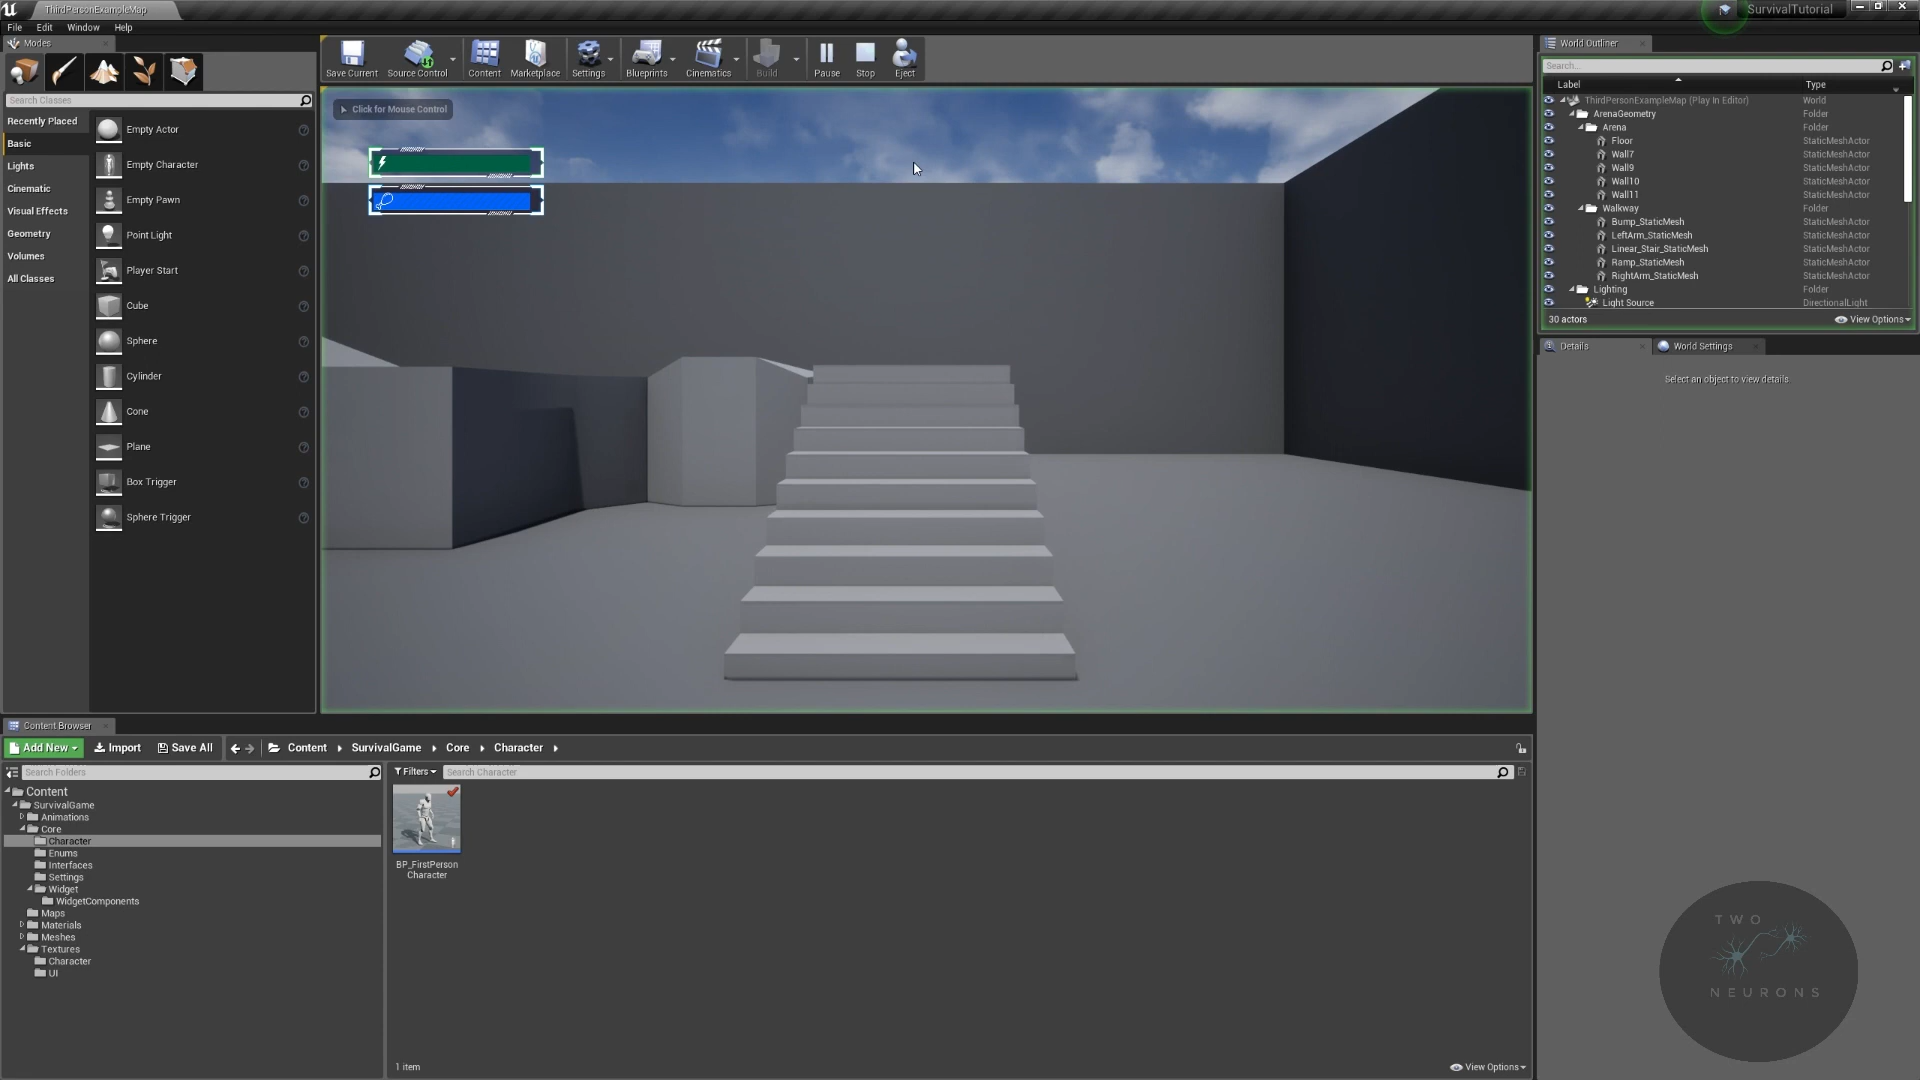 ThirdPersonExampleMap
SurvivalTutorial
File Edit Window Help
Modes
Search Classes
Recently Placed
Basic
Lights
Cinematic
Visual Effects
Geometry
Volumes
All Classes
Empty Actor
Empty Character
Empty Pawn
Point Light
Player Start
Cube
Sphere
Cylinder
Cone
Plane
Box Trigger
Sphere Trigger
Save Current Source Control Content Marketplace Settings Blueprints Cinematics Build Pause Stop Eject
Click for Mouse Control
World Outliner
Search...
Label Type
ThirdPersonExampleMap (Play In Editor) World
ArenaGeometry Folder
Arena Folder
Floor StaticMeshActor
Wall7 StaticMeshActor
Wall9 StaticMeshActor
Wall10 StaticMeshActor
Wall11 StaticMeshActor
Walkway Folder
Bump_StaticMesh StaticMeshActor
LeftArm_StaticMesh StaticMeshActor
Linear_Stair_StaticMesh StaticMeshActor
Ramp_StaticMesh StaticMeshActor
RightArm_StaticMesh StaticMeshActor
Lighting Folder
Light Source DirectionalLight
30 actors View Options
Details World Settings
Select an object to view details.
Content Browser
Add New Import Save All Content SurvivalGame Core Character
Search Folders
Filters Search Character
Content
SurvivalGame
Animations
Core
Character
Enums
Interfaces
Settings
Widget
WidgetComponents
Maps
Materials
Meshes
Textures
Character
UI
BP_FirstPerson
Character
1 item View Options
TWO
NEURONS